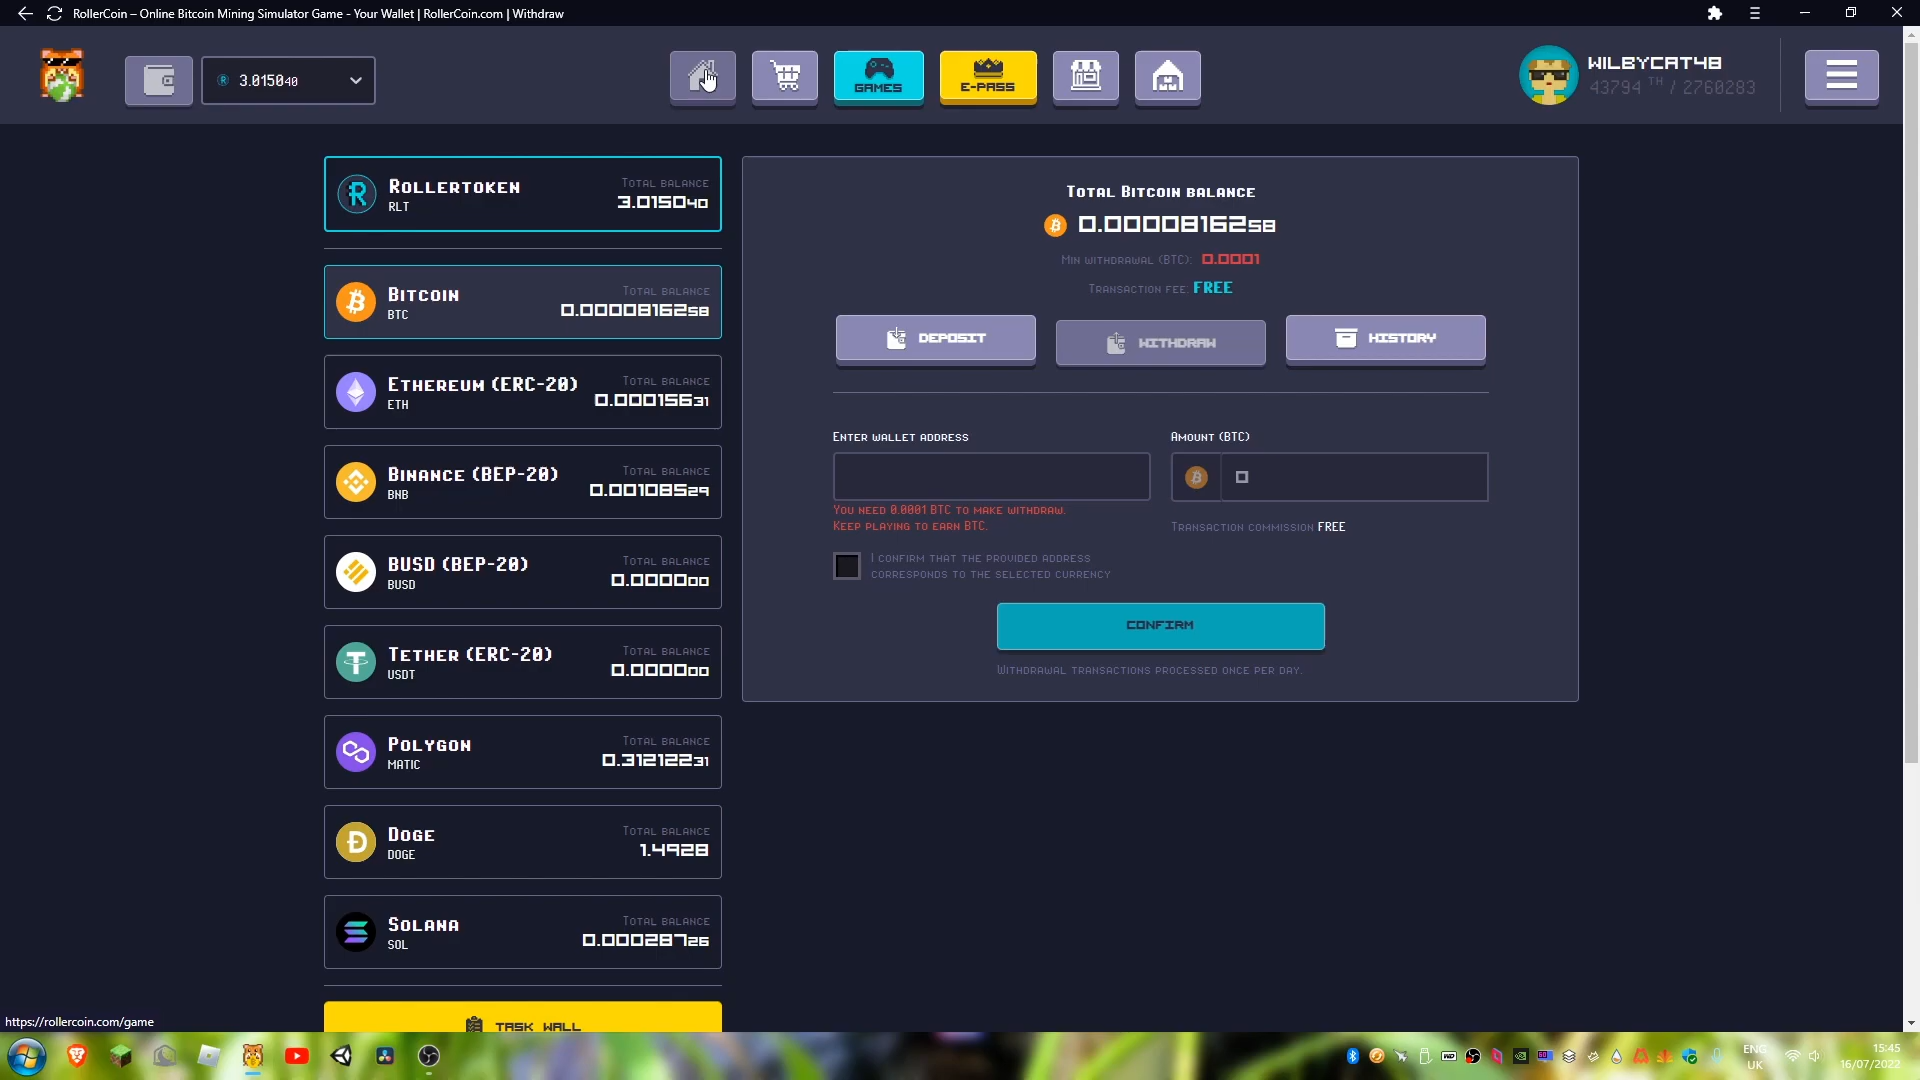 RollerCoin – Online Bitcoin Mining Simulator Game - Your Wallet | RollerCoin.com | Withdraw
3.015040
GAMES
E-PASS
WILBYCAT48
43794 TH / 2760283
ROLLERTOKEN
RLT
TOTAL BALANCE
3.015040
BITCOIN
BTC
TOTAL BALANCE
0.0000816258
ETHEREUM (ERC-20)
ETH
TOTAL BALANCE
0.00015631
BINANCE (BEP-20)
BNB
TOTAL BALANCE
0.00108529
BUSD (BEP-20)
BUSD
TOTAL BALANCE
0.000000
TETHER (ERC-20)
USDT
TOTAL BALANCE
0.000000
POLYGON
MATIC
TOTAL BALANCE
0.31212231
DOGE
DOGE
TOTAL BALANCE
1.4928
SOLANA
SOL
TOTAL BALANCE
0.00028726
TASK WALL
TOTAL BITCOIN BALANCE
0.0000816258
MIN WITHDRAWAL (BTC): 0.0001
TRANSACTION FEE: FREE
DEPOSIT
WITHDRAW
HISTORY
ENTER WALLET ADDRESS
YOU NEED 0.0001 BTC TO MAKE WITHDRAW.
KEEP PLAYING TO EARN BTC.
AMOUNT (BTC)
0
TRANSACTION COMMISSION FREE
I CONFIRM THAT THE PROVIDED ADDRESS
CORRESPONDS TO THE SELECTED CURRENCY
CONFIRM
WITHDRAWAL TRANSACTIONS PROCESSED ONCE PER DAY.
https://rollercoin.com/game
ENG
UK
15:45
16/07/2022